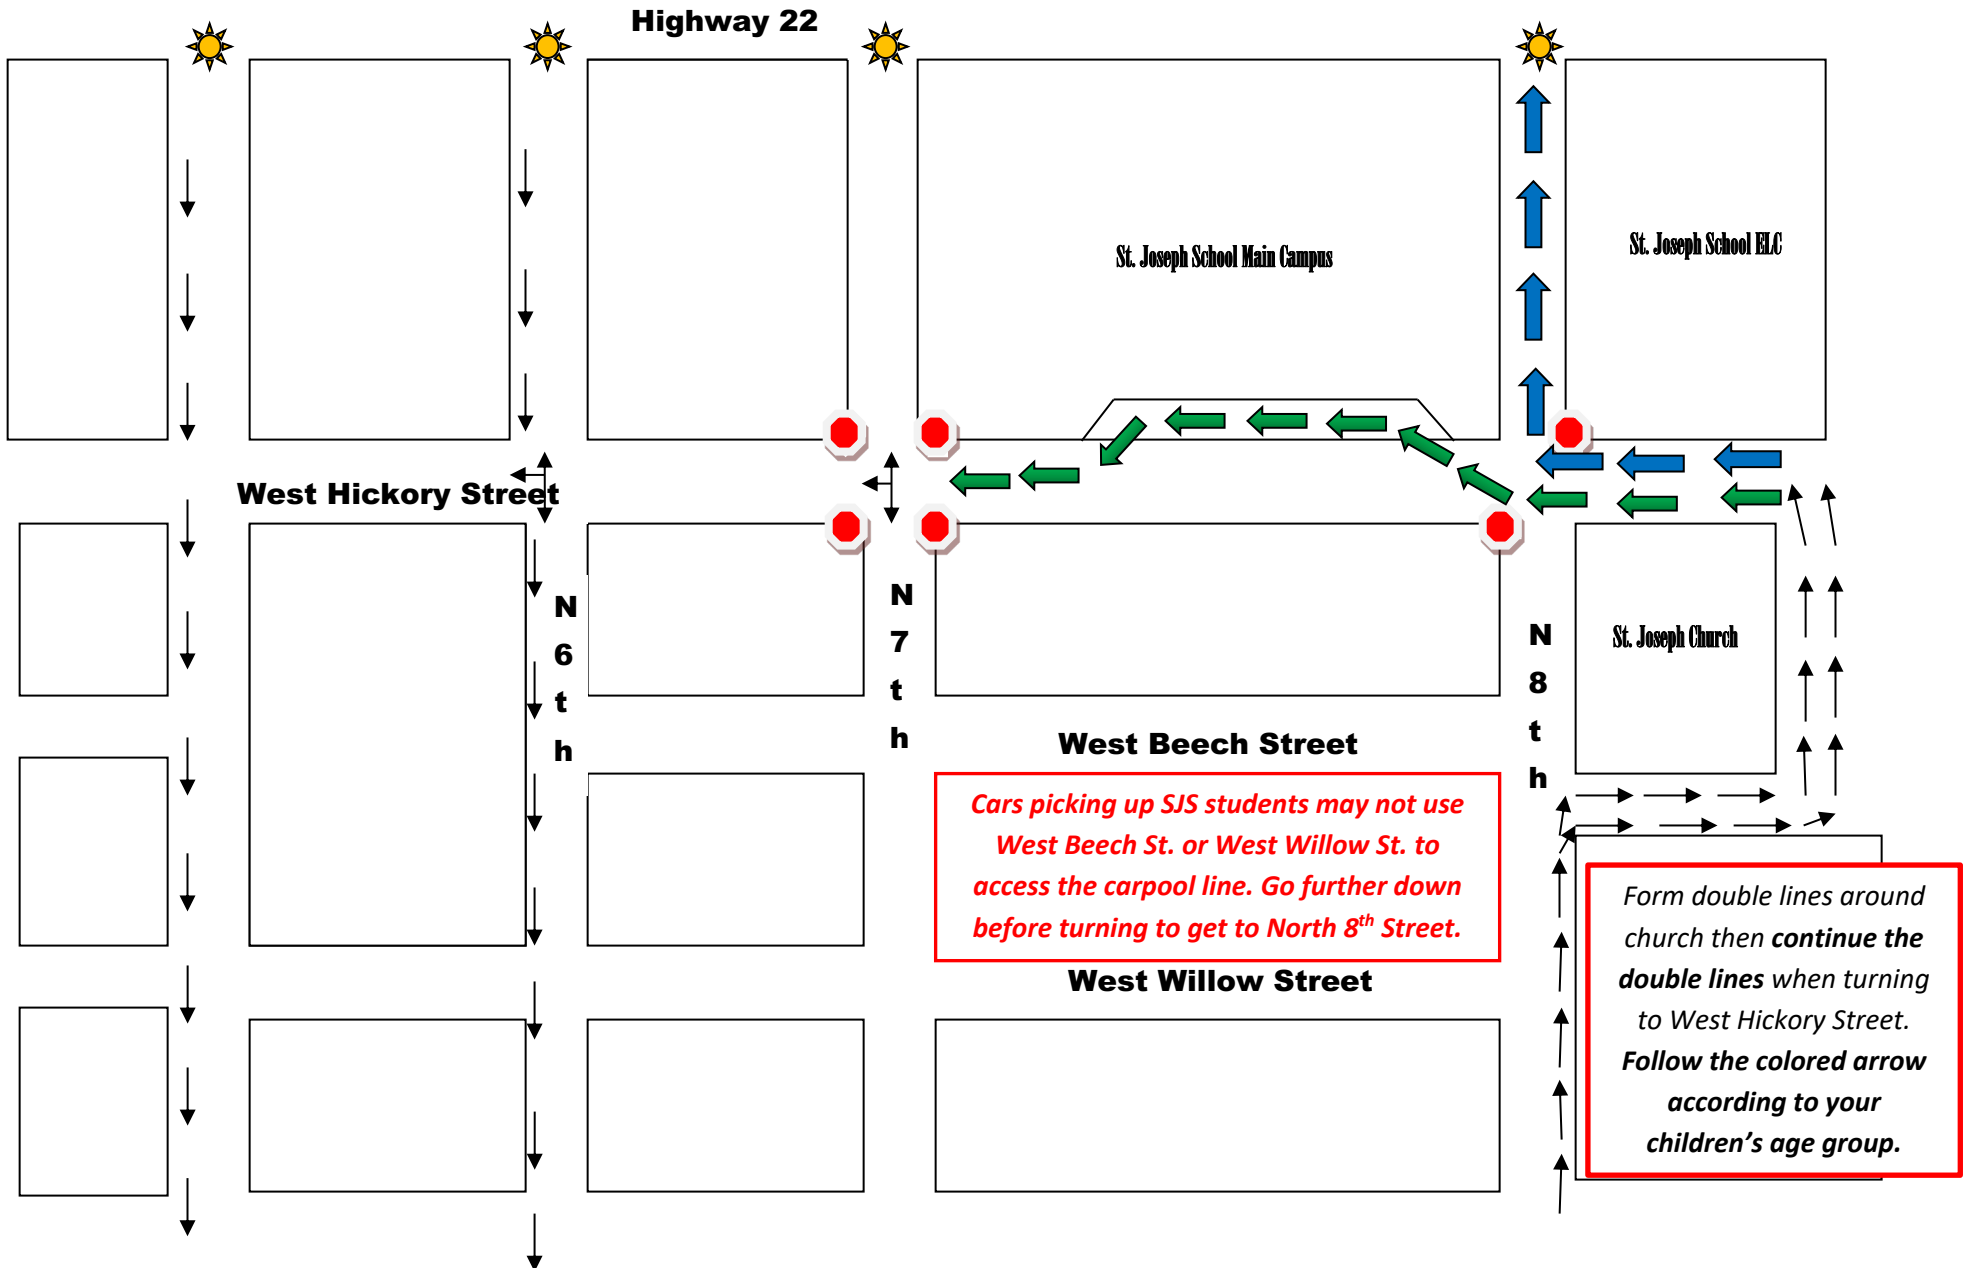 Highway 22
St. Joseph School Main Campus
St. Joseph School ELC
West Hickory Street
N
6
t
h
N
7
t
h
N
8
t
h
St. Joseph Church
West Beech Street
Cars picking up SJS students may not use
West Beech St. or West Willow St. to
access the carpool line. Go further down
before turning to get to North 8th Street.
West Willow Street
Form double lines around
church then continue the
double lines when turning
to West Hickory Street.
Follow the colored arrow
according to your
children’s age group.